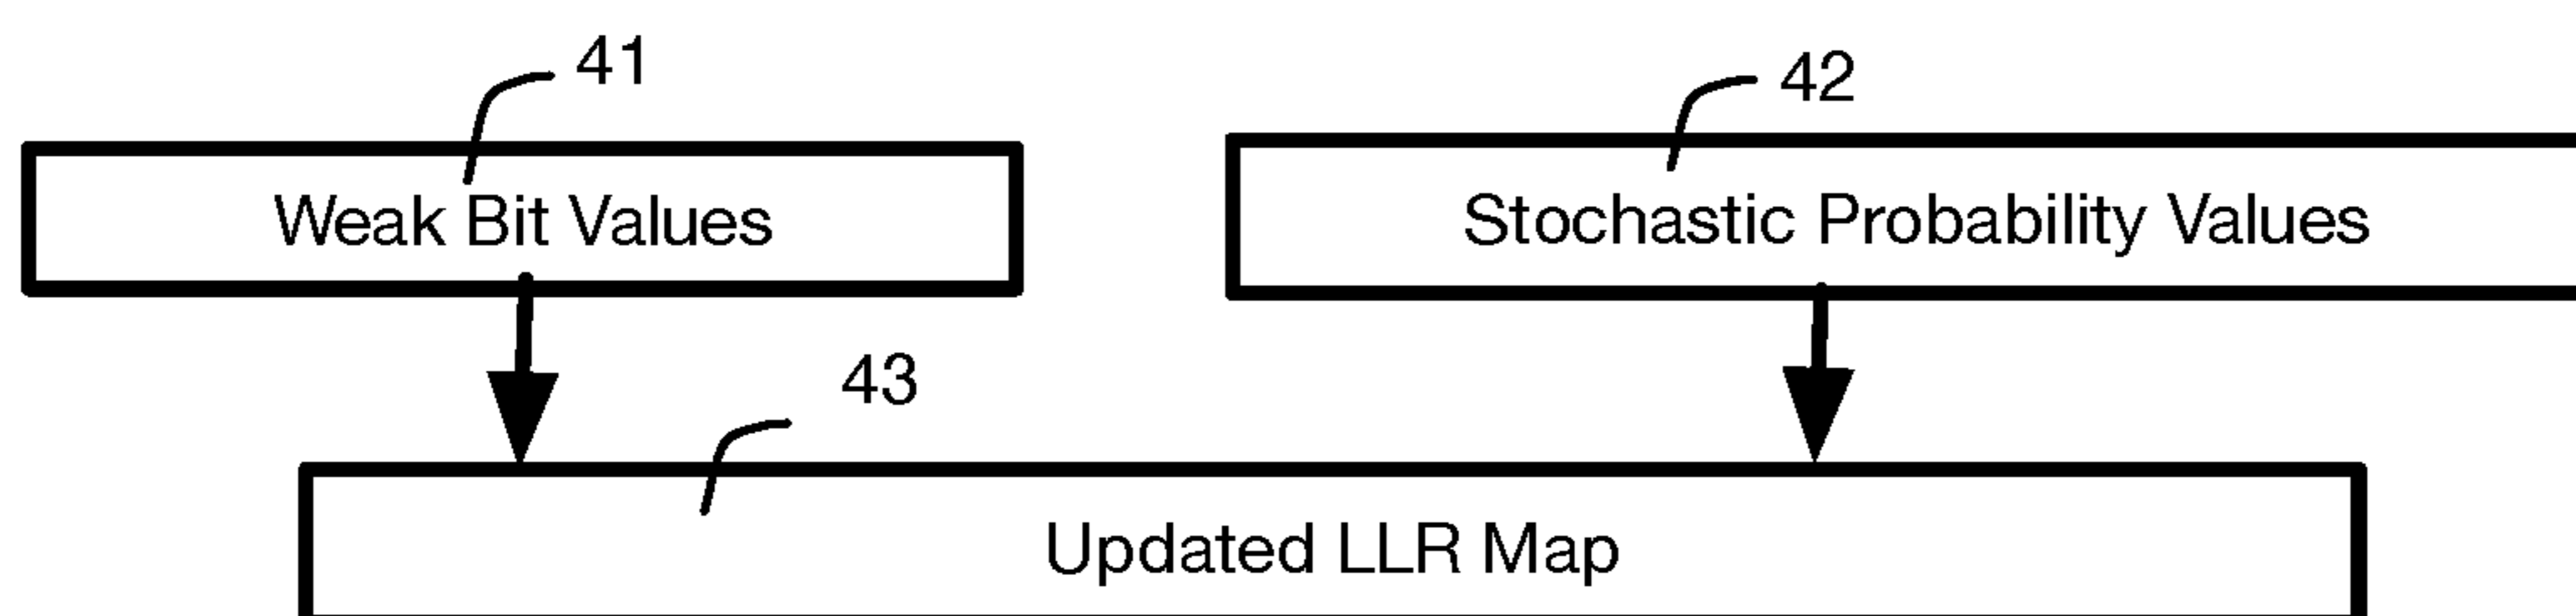 41
42
Weak Bit Values
Stochastic Probability Values
43
Updated LLR Map